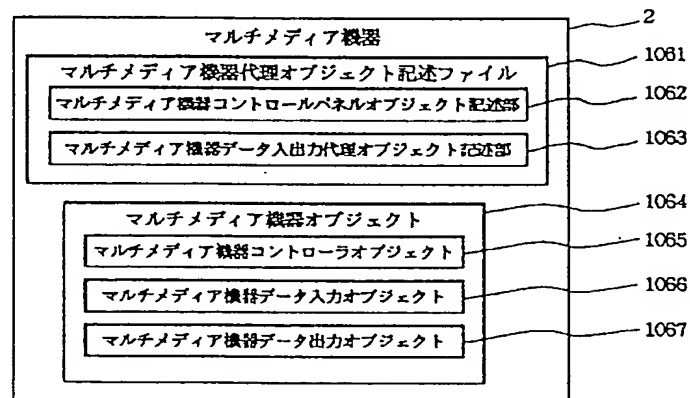 2
マルチメディア機器
1061
マルチメディア機器代理オブジェクト記述ファイル
1062
マルチメディア機器コントロールパネルオブジェクト記述部
1063
マルチメディア機器データ入出力代理オブジェクト記述部
1064
マルチメディア機器オブジェクト
1065
マルチメディア機器コントローラオブジェクト
1066
マルチメディア機器データ入力オブジェクト
1067
マルチメディア機器データ出力オブジェクト